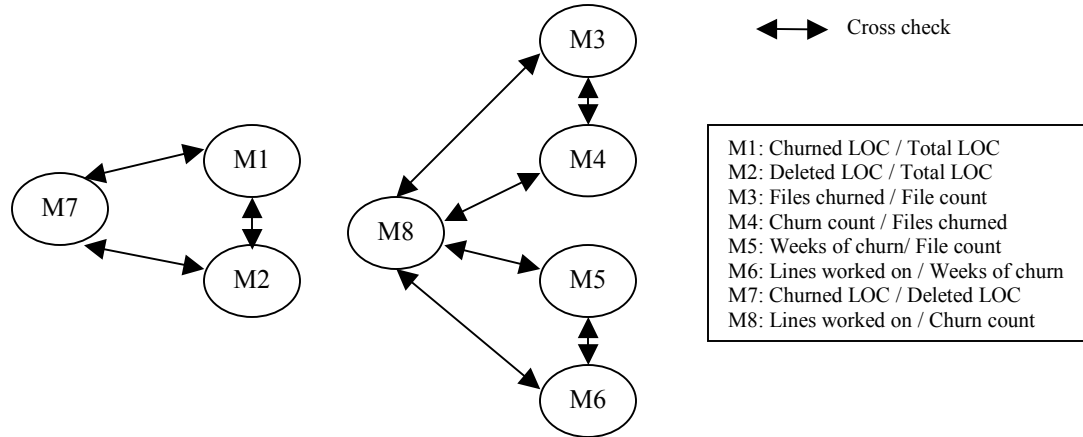 M3
Cross check
M1
M4
M7
M8
M2
M5
M6
M1: Churned LOC / Total LOC
M2: Deleted LOC / Total LOC
M3: Files churned / File count
M4: Churn count / Files churned
M5: Weeks of churn/ File count
M6: Lines worked on / Weeks of churn
M7: Churned LOC / Deleted LOC
M8: Lines worked on / Churn count